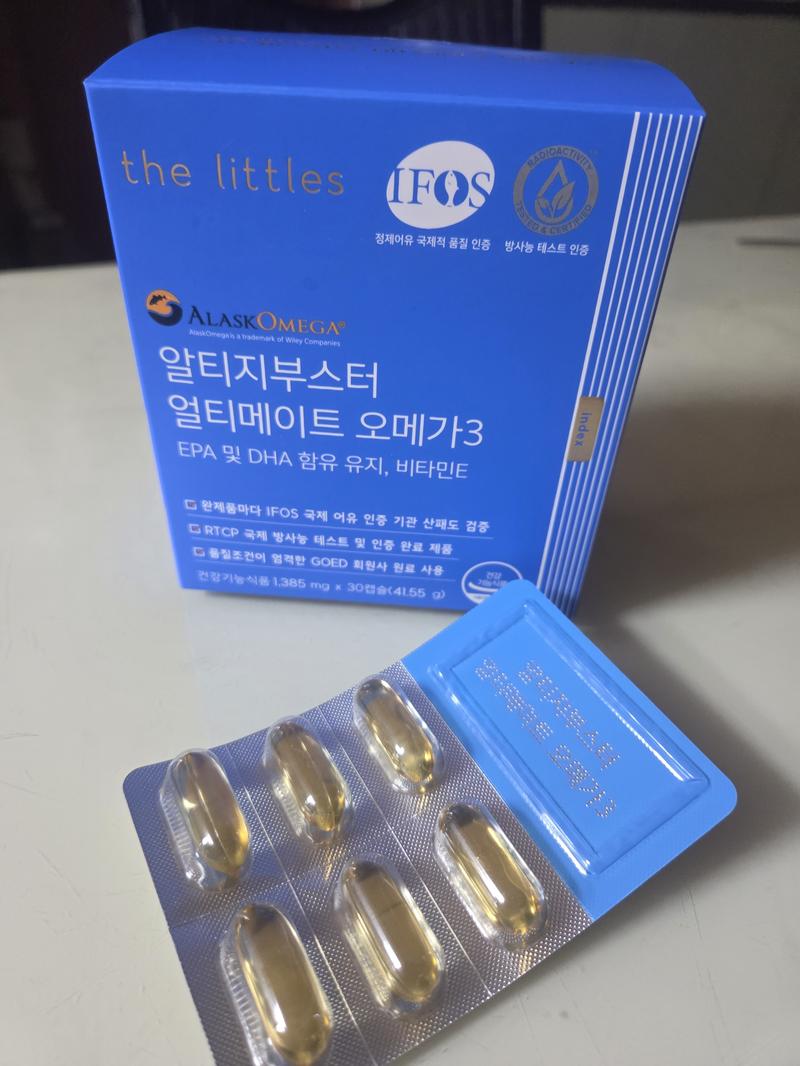 the littles
IFOS
RADIOACTIVITY
TESTED & CERTIFIED
정제어유 국제적 품질 인증
방사능 테스트 인증
ALASKOMEGA®
AlaskOmega is a trademark of Wiley Companies
알티지부스터
얼티메이트 오메가3
EPA 및 DHA 함유 유지, 비타민E
index
완제품마다 IFOS 국제 어유 인증 기관 산패도 검증
RTCP 국제 방사능 테스트 및 인증 완료 제품
품질조건이 엄격한 GOED 회원사 원료 사용
건강기능식품 1,385 mg x 30캡슐(41.55 g)
건강
기능식품
알티지부스터
얼티메이트 오메가3